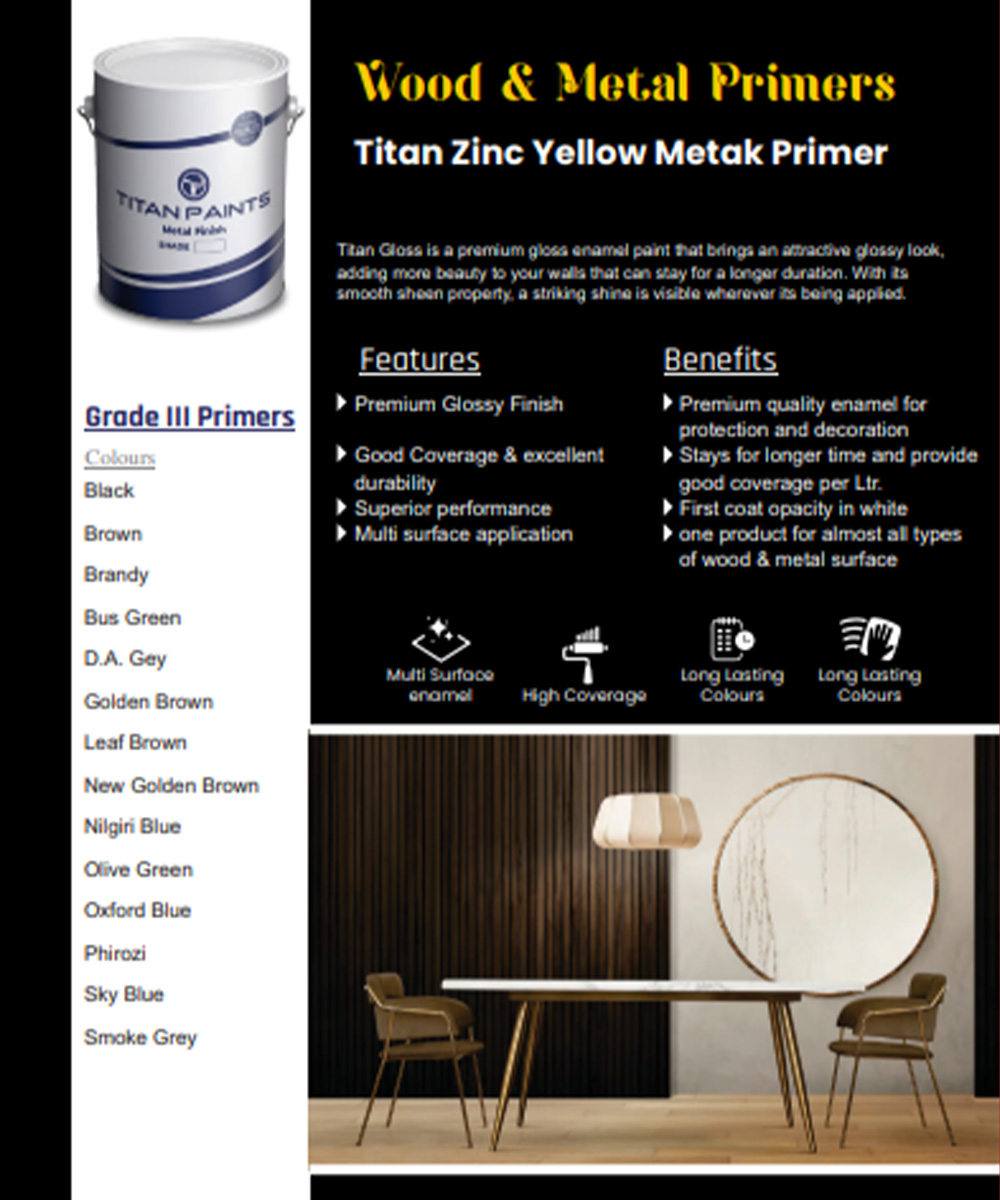 TITAN PAINTS
Metal Finish
SHADE
Grade III Primers
Colours
Black
Brown
Brandy
Bus Green
D.A. Gey
Golden Brown
Leaf Brown
New Golden Brown
Nilgiri Blue
Olive Green
Oxford Blue
Phirozi
Sky Blue
Smoke Grey
Wood & Metal Primers
Titan Zinc Yellow Metak Primer
Titan Gloss is a premium gloss enamel paint that brings an attractive glossy look,
adding more beauty to your walls that can stay for a longer duration. With its
smooth sheen property, a striking shine is visible wherever its being applied.
Features
Premium Glossy Finish
Good Coverage & excellent
durability
Superior performance
Multi surface application
Benefits
Premium quality enamel for
protection and decoration
Stays for longer time and provide
good coverage per Ltr.
First coat opacity in white
one product for almost all types
of wood & metal surface
Multi Surface
enamel
High Coverage
Long Lasting
Colours
Long Lasting
Colours